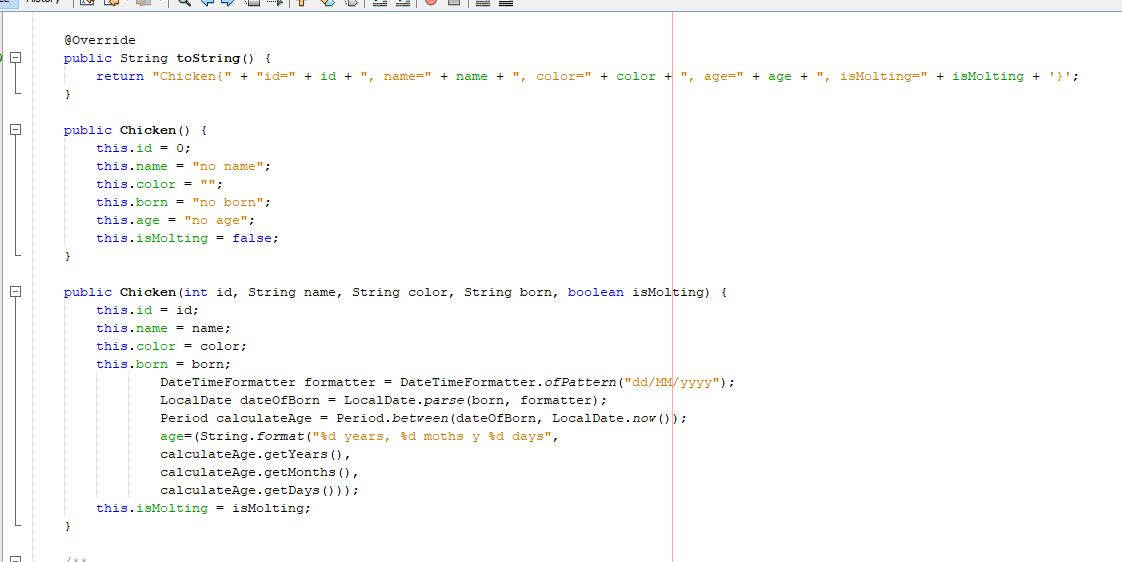 @Override
public String toString() {
return "Chicken{" + "id=" + id + ", name=" + name + ", color=" + color + ", age=" + age + ", isMolting=" + isMolting + '}';
}
public Chicken() {
this.id = 0;
this.name = "no name";
this.color = "";
this.born = "no born";
this.age = "no age";
this.isMolting = false;
}
public Chicken(int id, String name, String color, String born, boolean isMolting) {
this.id = id;
this.name = name;
this.color = color;
this.born = born;
DateTimeFormatter formatter = DateTimeFormatter.ofPattern("dd/MM/yyyy");
LocalDate dateOfBorn = LocalDate.parse(born, formatter);
Period calculateAge = Period.between(dateOfBorn, LocalDate.now());
age=(String.format("%d years, %d moths y %d days",
calculateAge.getYears(),
calculateAge.getMonths(),
calculateAge.getDays()));
this.isMolting = isMolting;
}
/**